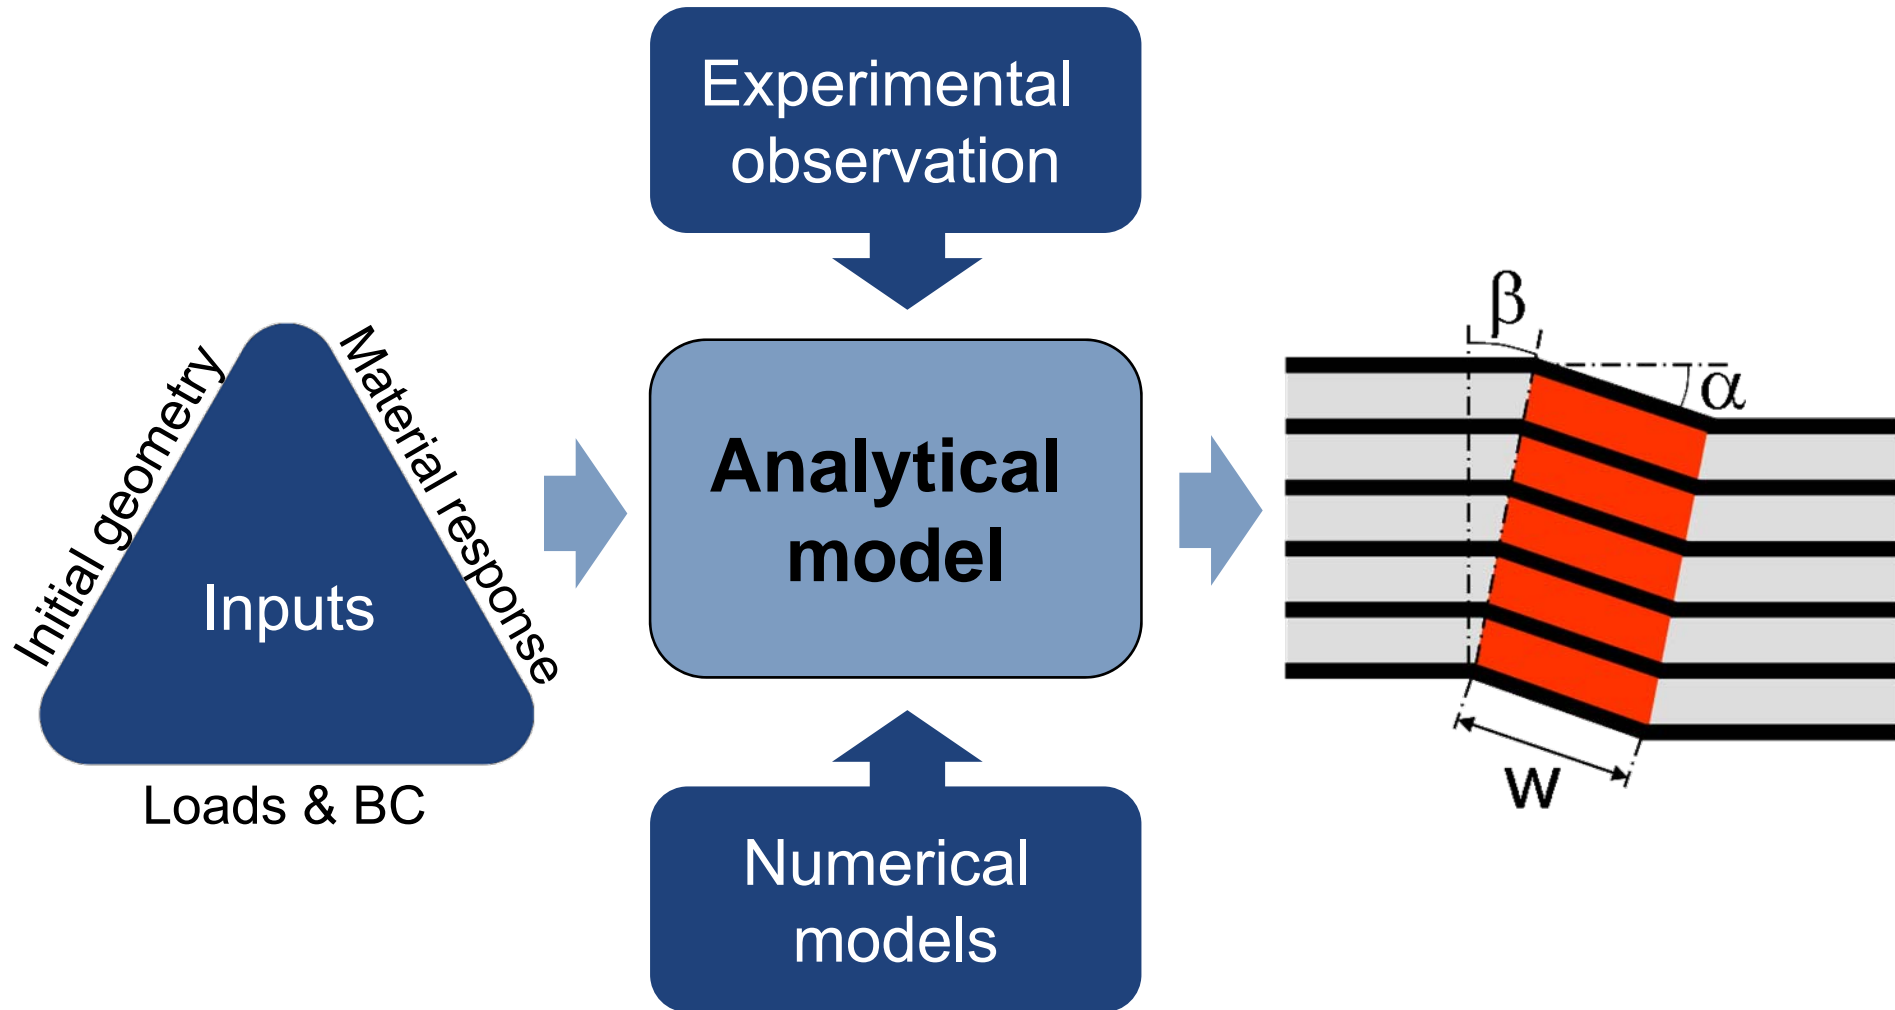 Experimental
observation
Initial geometry
Material response
Inputs
Loads & BC
Analytical
model
Numerical
models
β
α
w